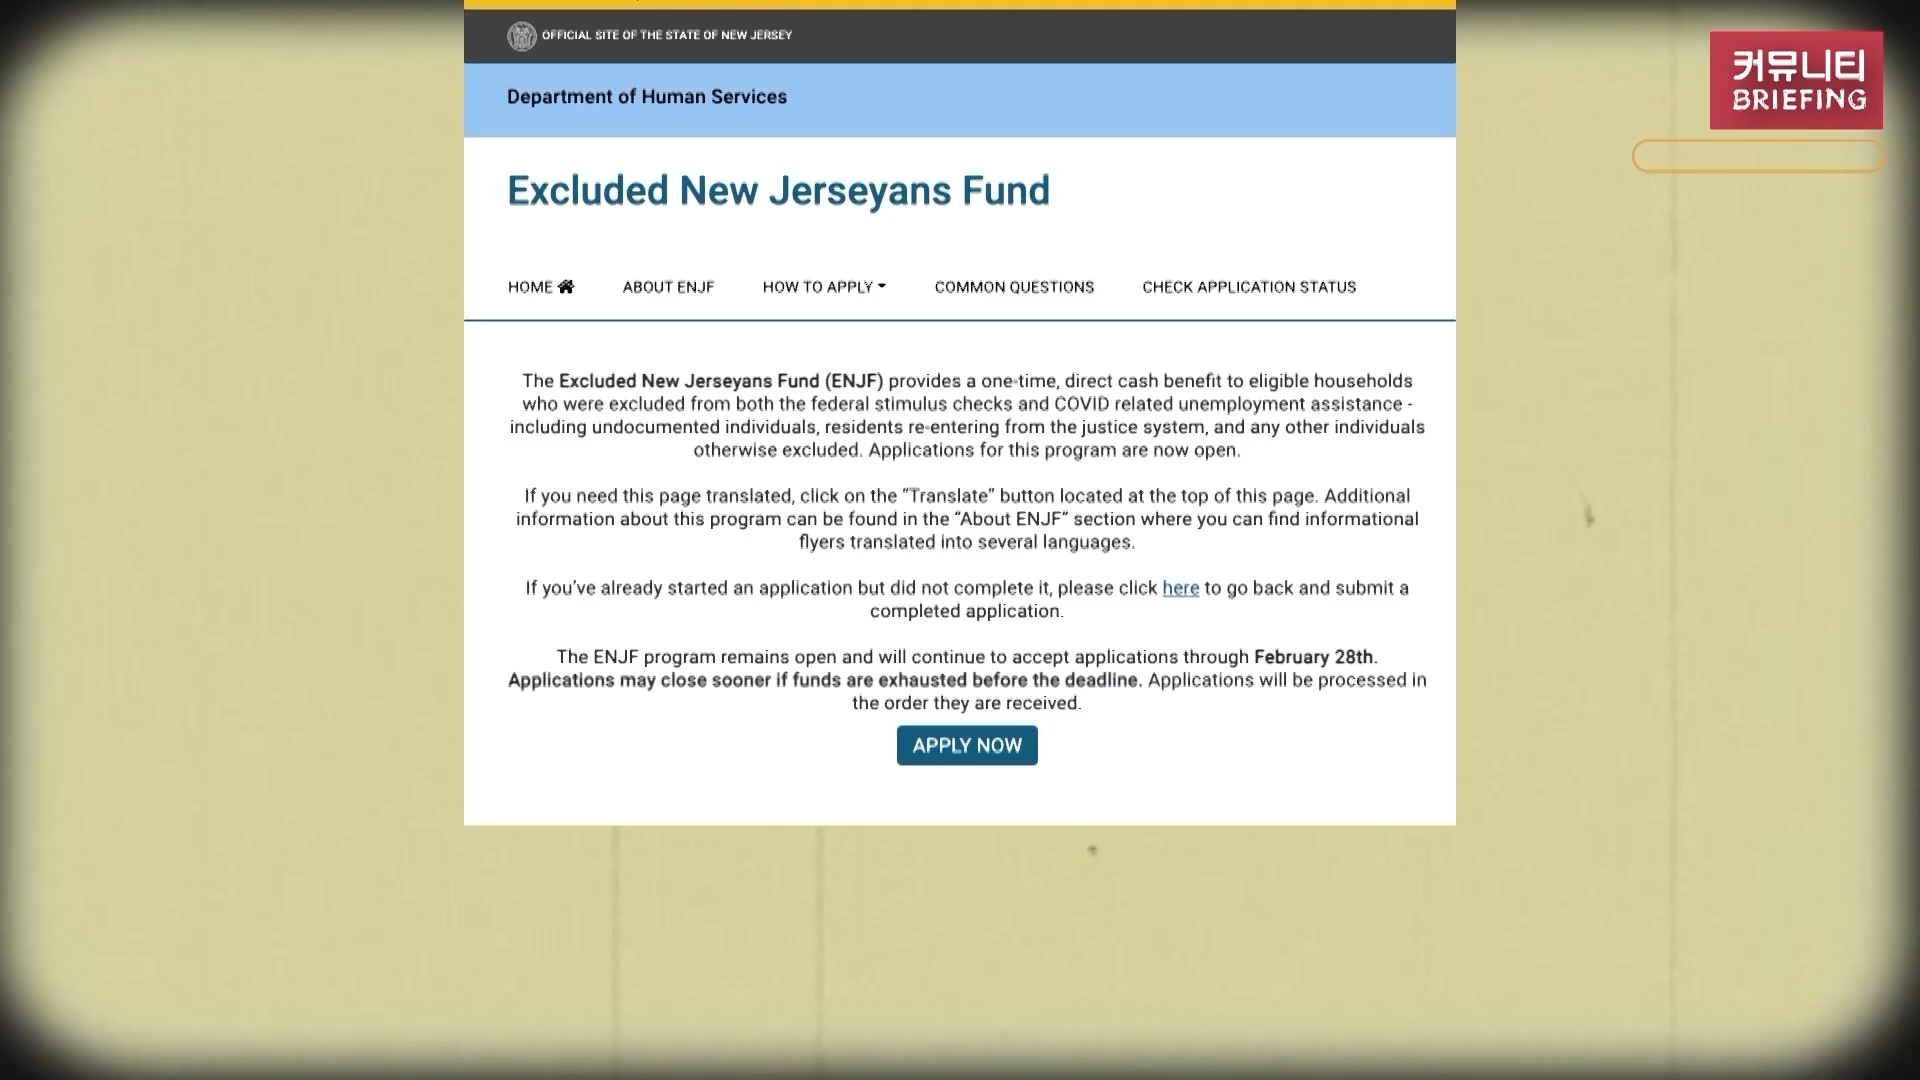 OFFICIAL SITE OF THE STATE OF NEW JERSEY
커뮤니티
BRIEFING
Department of Human Services
Excluded New Jerseyans Fund
HOME ABOUT ENJF HOW TO APPLY COMMON QUESTIONS CHECK APPLICATION STATUS
The Excluded New Jerseyans Fund (ENJF) provides a one-time, direct cash benefit to eligible households
who were excluded from both the federal stimulus checks and COVID related unemployment assistance -
including undocumented individuals, residents re-entering from the justice system, and any other individuals
otherwise excluded. Applications for this program are now open.
If you need this page translated, click on the “Translate” button located at the top of this page. Additional
information about this program can be found in the “About ENJF” section where you can find informational
flyers translated into several languages.
If you’ve already started an application but did not complete it, please click here to go back and submit a
completed application.
The ENJF program remains open and will continue to accept applications through February 28th.
Applications may close sooner if funds are exhausted before the deadline. Applications will be processed in
the order they are received.
APPLY NOW